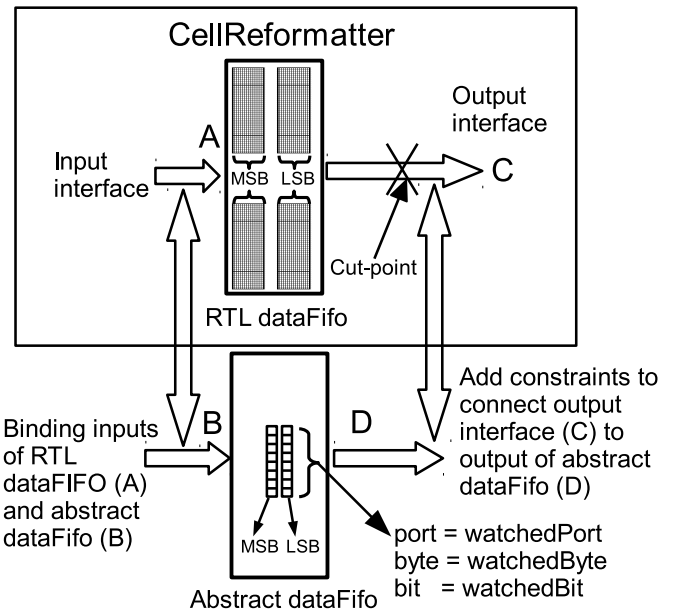 CellReformatter
A
Input
interface
MSB LSB
Output
interface
C
Cut-point
RTL dataFifo
B
D
Binding inputs
of RTL
dataFIFO (A)
and abstract
dataFifo (B)
Add constraints to
connect output
interface (C) to
output of abstract
dataFifo (D)
MSB LSB
port = watchedPort
byte = watchedByte
bit = watchedBit
Abstract dataFifo